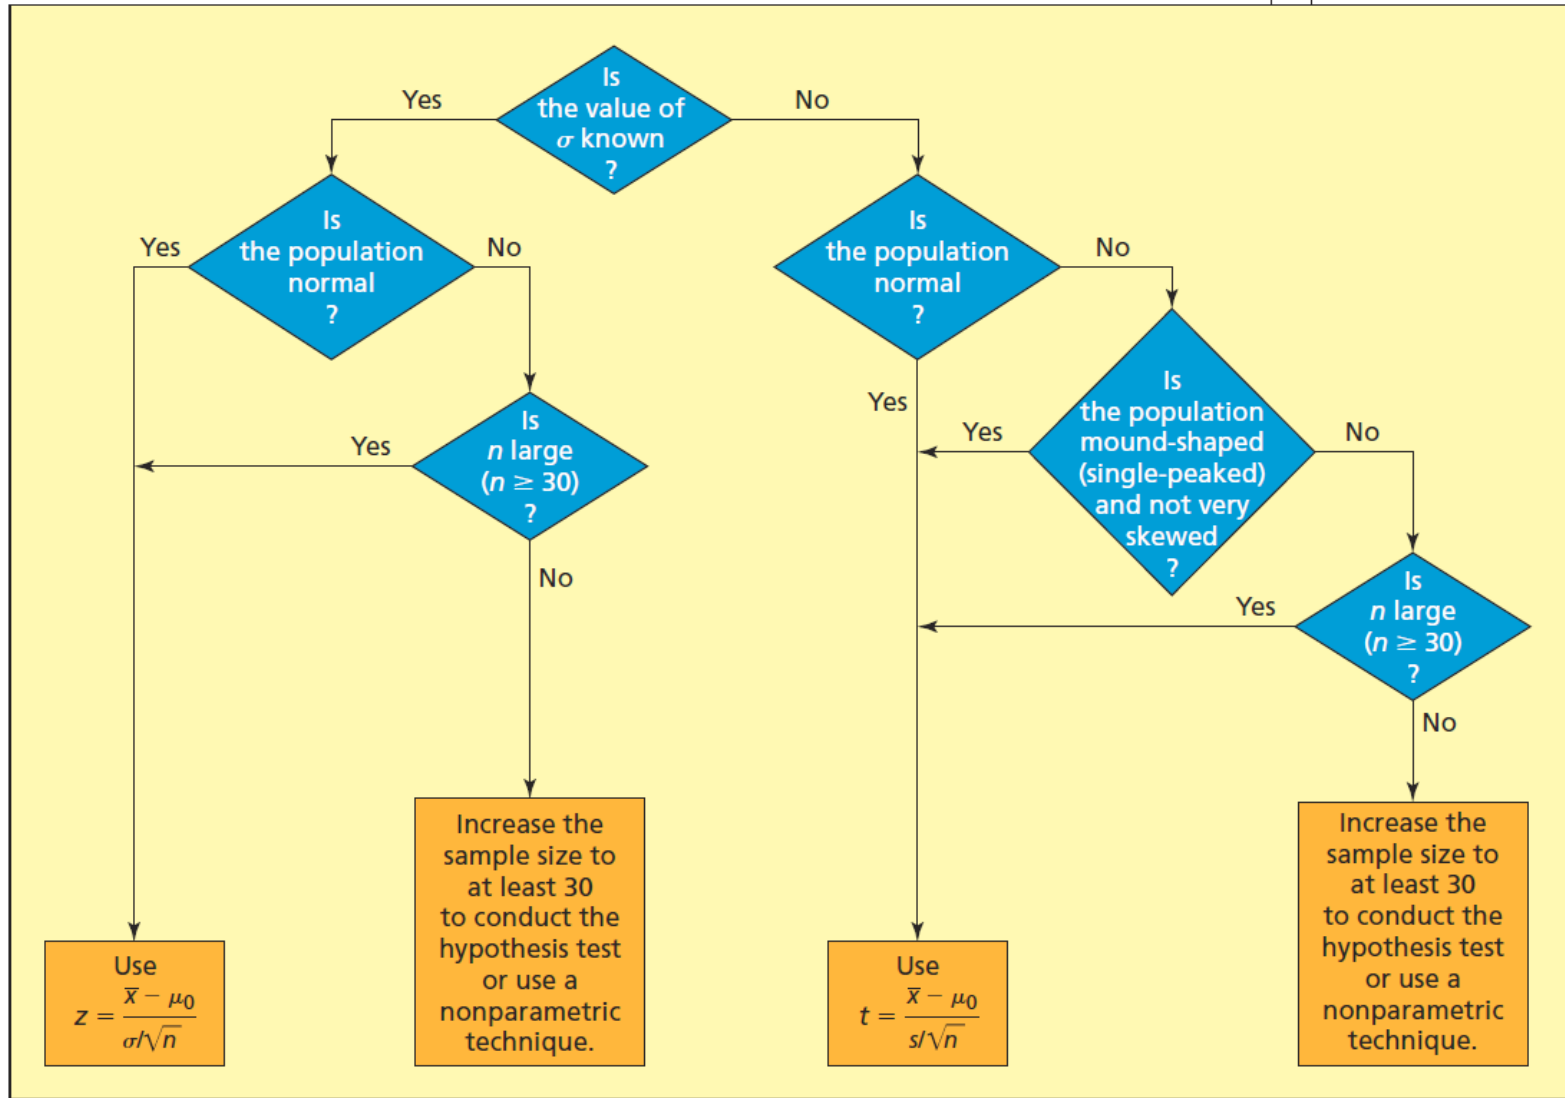 Is
the value of
σ known
?
Yes
No
Is
the population
normal
?
Yes
No
Is
n large
(n ≥ 30)
?
Yes
No
Use
z = (x̄ − μ₀) / (σ/√n)
Increase the
sample size to
at least 30
to conduct the
hypothesis test
or use a
nonparametric
technique.
Is
the population
normal
?
No
Yes
Is
the population
mound-shaped
(single-peaked)
and not very
skewed
?
Yes
No
Is
n large
(n ≥ 30)
?
Yes
No
Use
t = (x̄ − μ₀) / (s/√n)
Increase the
sample size to
at least 30
to conduct the
hypothesis test
or use a
nonparametric
technique.